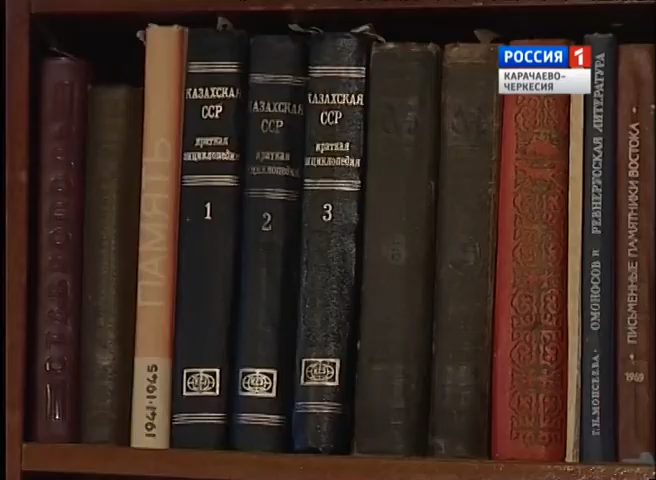 РОССИЯ 1
КАРАЧАЕВО-
ЧЕРКЕСИЯ
ПАМЯТЬ
1941·1945
КАЗАХСКАЯ
ССР
краткая
энциклопедия
1
КАЗАХСКАЯ
ССР
краткая
энциклопедия
2
КАЗАХСКАЯ
ССР
краткая
энциклопедия
3
Г.Н. МОИСЕЕВА· ОМОНОСОВ и РЕВНЕРУССКАЯ ЛИТЕРАТУРА
ПИСЬМЕННЫЕ ПАМЯТНИКИ ВОСТОКА
1969